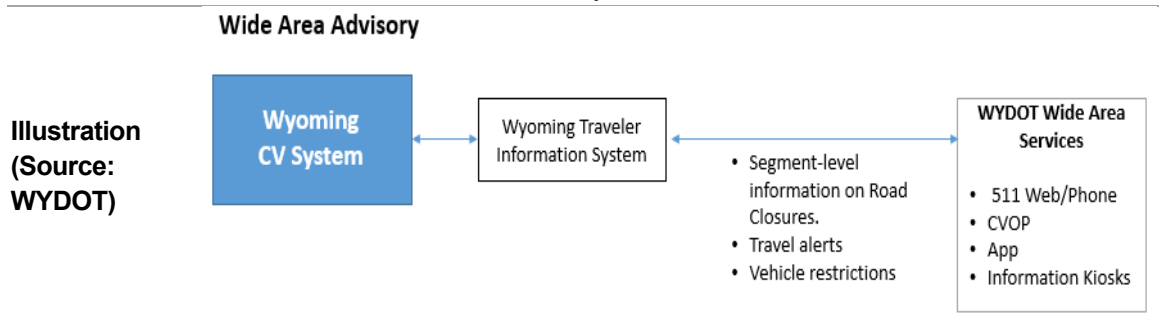 Wide Area Advisory
Illustration
(Source:
WYDOT)
Wyoming
CV System
Wyoming Traveler
Information System
• Segment-level
information on Road
Closures.
• Travel alerts
• Vehicle restrictions
WYDOT Wide Area
Services
• 511 Web/Phone
• CVOP
• App
• Information Kiosks